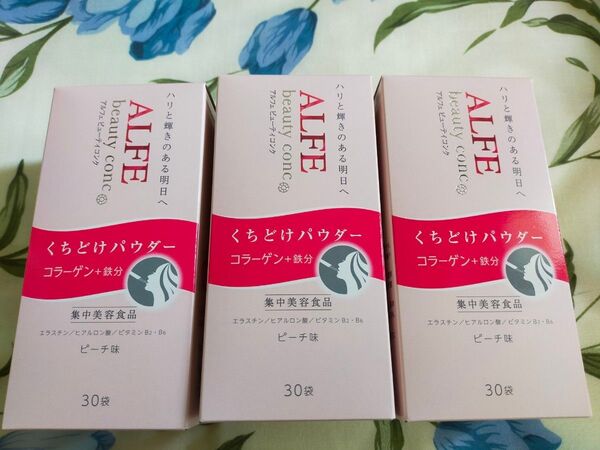 ハリと輝きのある明日へ
ALFE
beauty conc
アルフェ ビューティコンク
くちどけパウダー
コラーゲン+鉄分
集中美容食品
エラスチン/ヒアルロン酸/ビタミンB2・B6
ピーチ味
30袋
ハリと輝きのある明日へ
ALFE
beauty conc
アルフェ ビューティコンク
くちどけパウダー
コラーゲン+鉄分
集中美容食品
エラスチン/ヒアルロン酸/ビタミンB2・B6
ピーチ味
30袋
ハリと輝きのある明日へ
ALFE
beauty conc
アルフェ ビューティコンク
くちどけパウダー
コラーゲン+鉄分
集中美容食品
エラスチン/ヒアルロン酸/ビタミンB2・B6
ピーチ味
30袋